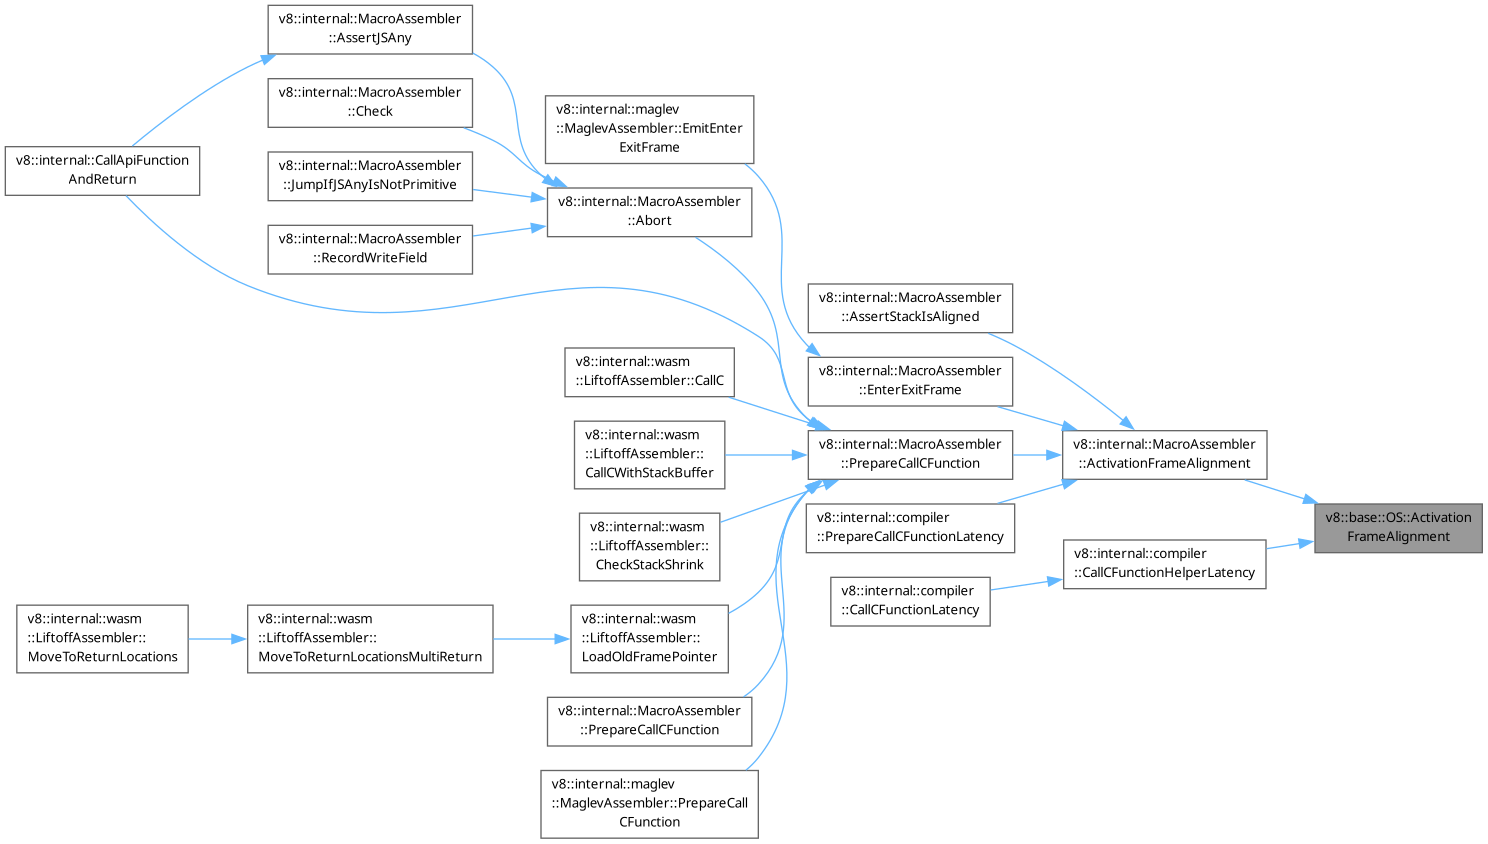 v8::internal::MacroAssembler
::AssertJSAny
v8::internal::MacroAssembler
::Check
v8::internal::maglev
::MaglevAssembler::EmitEnter
ExitFrame
v8::internal::CallApiFunction
AndReturn
v8::internal::MacroAssembler
::JumpIfJSAnyIsNotPrimitive
v8::internal::MacroAssembler
::Abort
v8::internal::MacroAssembler
::RecordWriteField
v8::internal::MacroAssembler
::AssertStackIsAligned
v8::internal::wasm
::LiftoffAssembler::CallC
v8::internal::MacroAssembler
::EnterExitFrame
v8::internal::wasm
::LiftoffAssembler::
CallCWithStackBuffer
v8::internal::MacroAssembler
::PrepareCallCFunction
v8::internal::MacroAssembler
::ActivationFrameAlignment
v8::internal::wasm
::LiftoffAssembler::
CheckStackShrink
v8::internal::compiler
::PrepareCallCFunctionLatency
v8::base::OS::Activation
FrameAlignment
v8::internal::compiler
::CallCFunctionHelperLatency
v8::internal::compiler
::CallCFunctionLatency
v8::internal::wasm
::LiftoffAssembler::
MoveToReturnLocations
v8::internal::wasm
::LiftoffAssembler::
MoveToReturnLocationsMultiReturn
v8::internal::wasm
::LiftoffAssembler::
LoadOldFramePointer
v8::internal::MacroAssembler
::PrepareCallCFunction
v8::internal::maglev
::MaglevAssembler::PrepareCall
CFunction